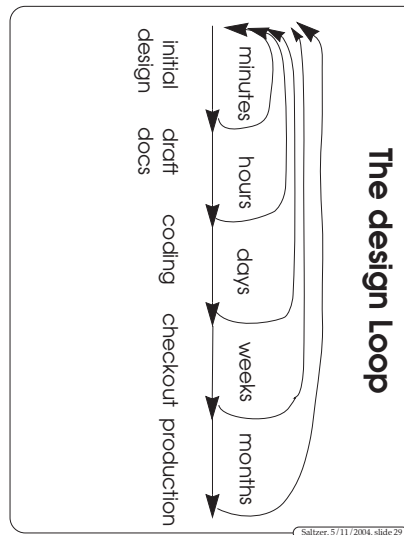 The design Loop
minutes hours days weeks months
initial design
draft docs
coding
checkout
production
Saltzer, 5/11/2004, slide 29